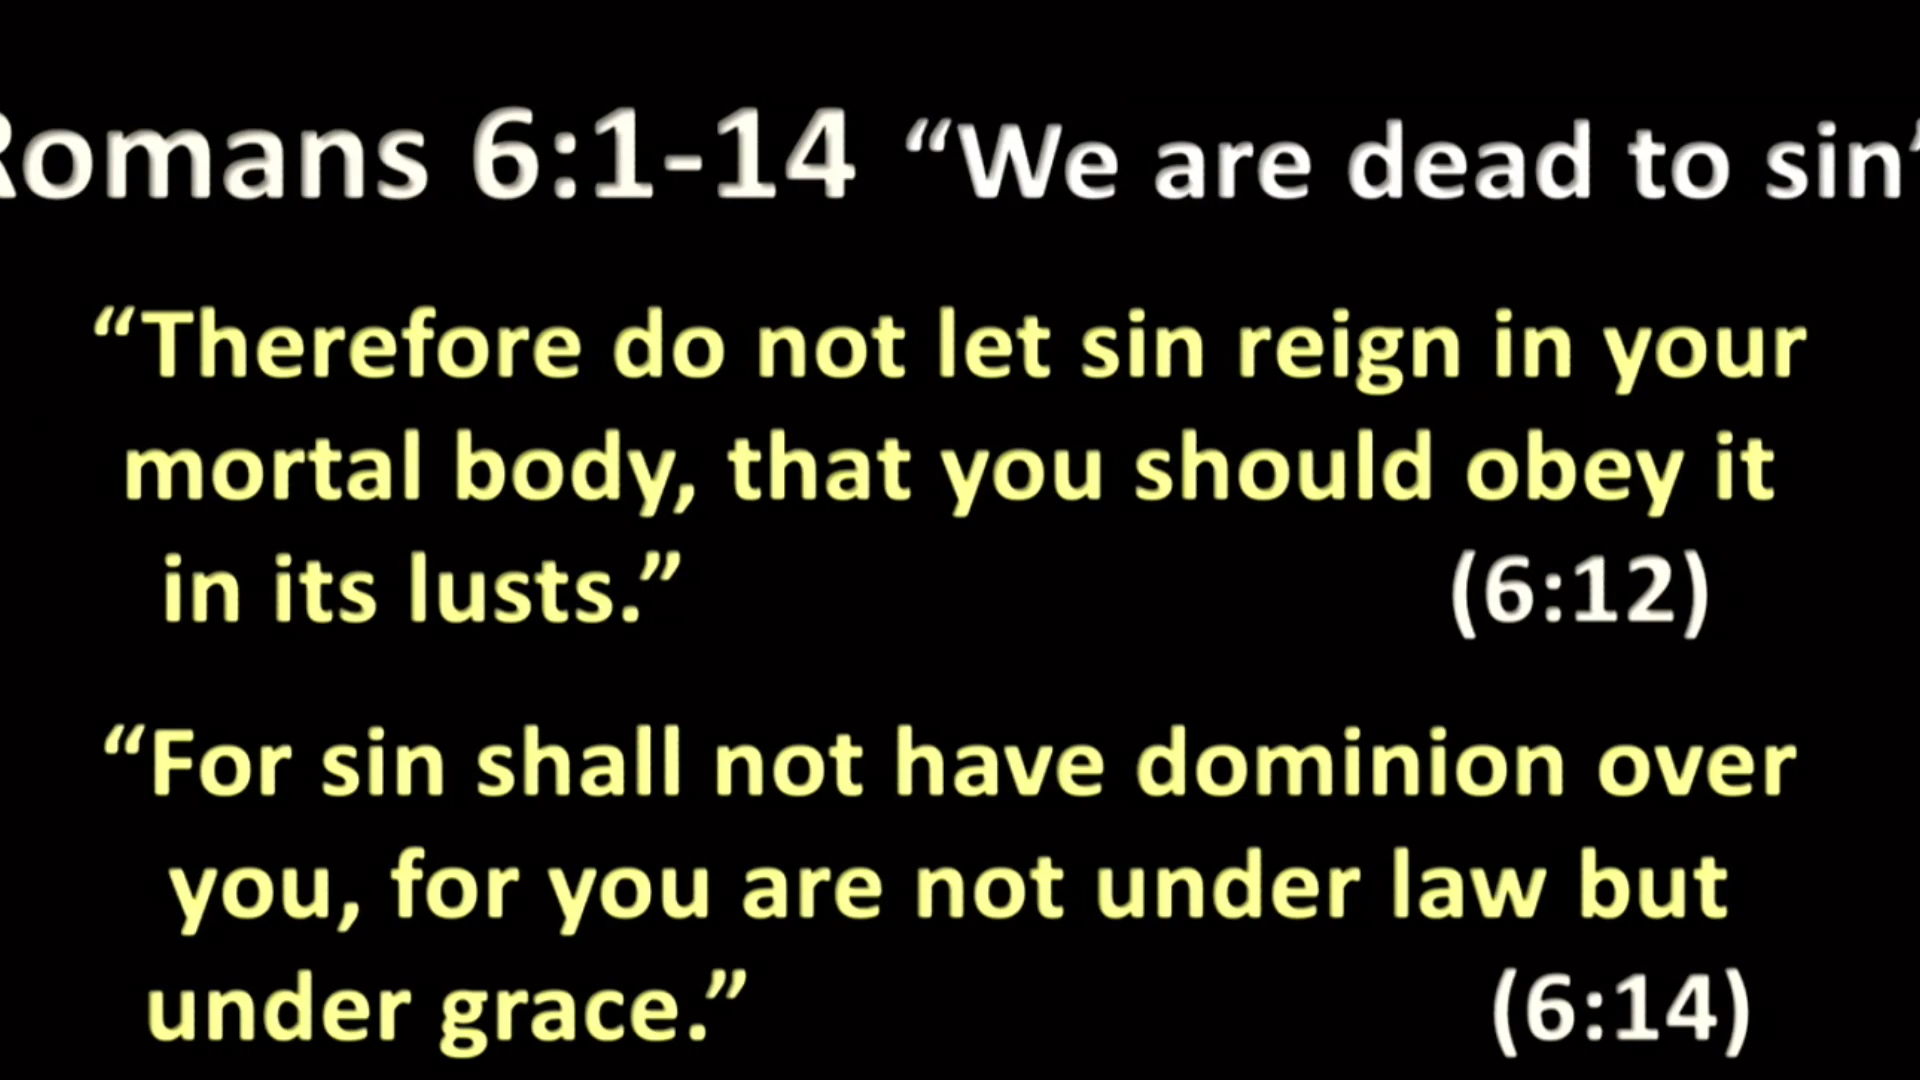 Romans 6:1-14 “We are dead to sin”
“Therefore do not let sin reign in your
mortal body, that you should obey it
in its lusts.” (6:12)
“For sin shall not have dominion over
you, for you are not under law but
under grace.” (6:14)